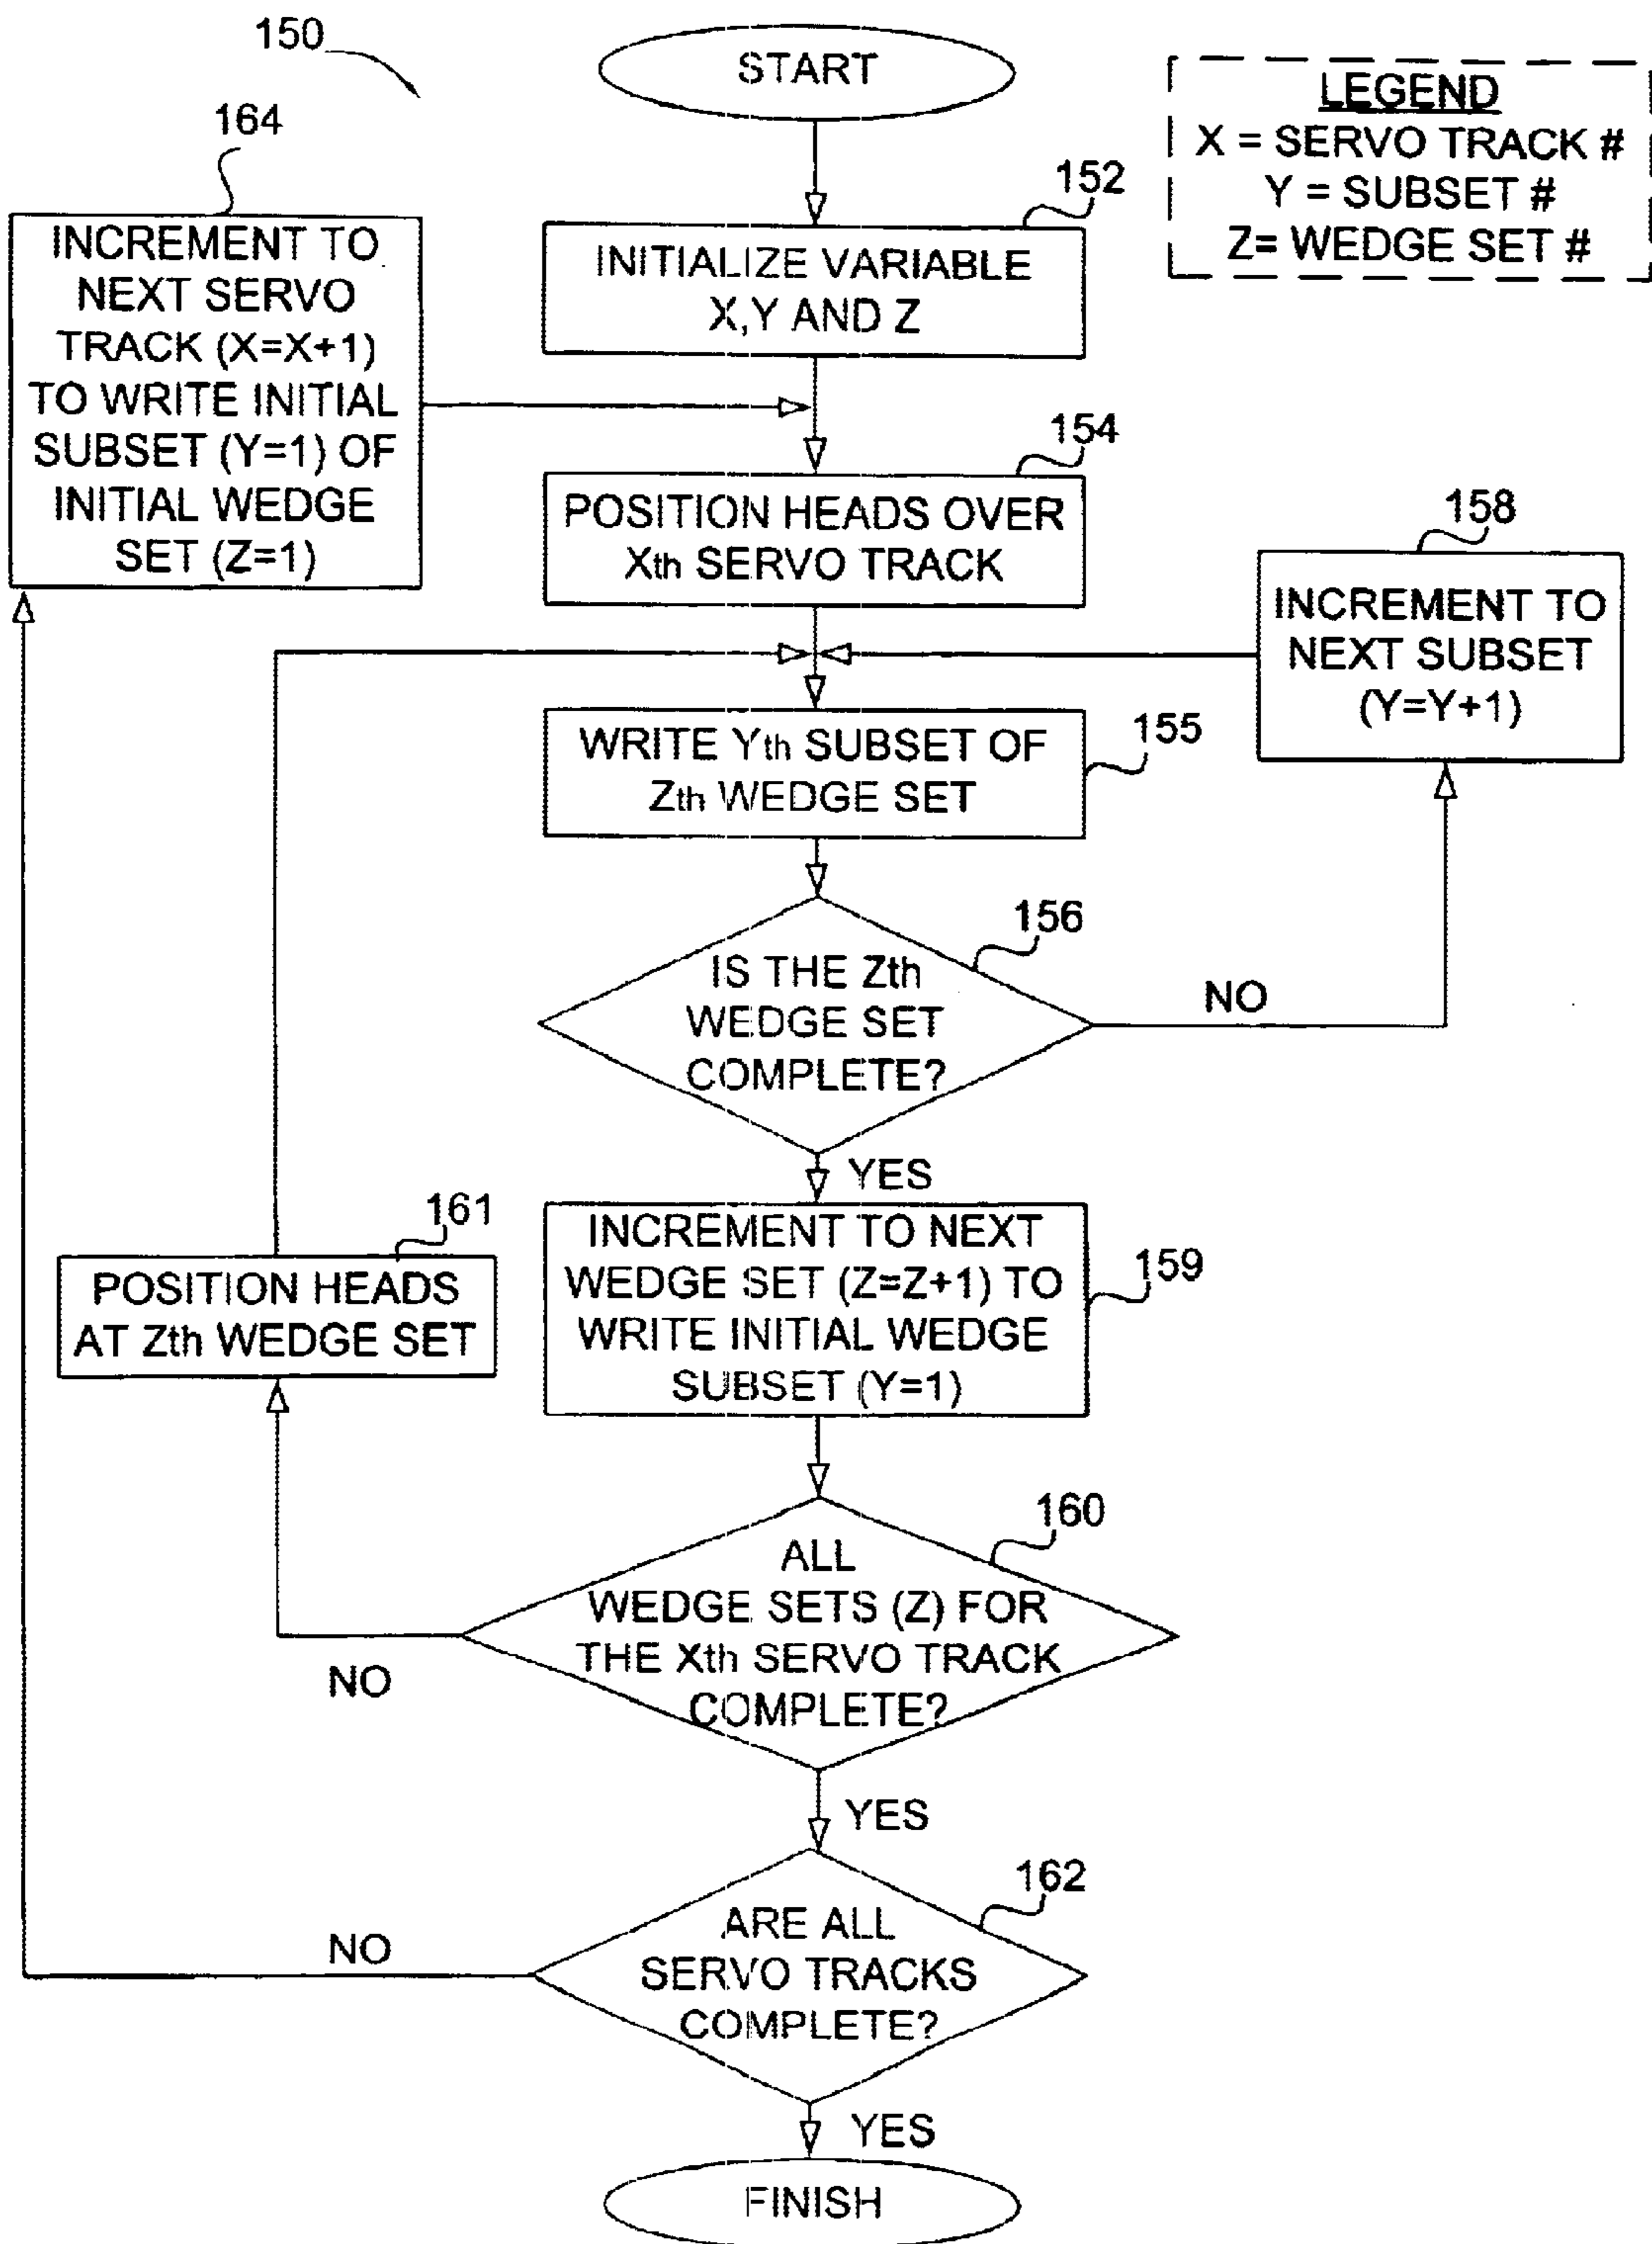 150
START
LEGEND
X = SERVO TRACK #
Y = SUBSET #
Z= WEDGE SET #
164
INCREMENT TO
NEXT SERVO
TRACK (X=X+1)
TO WRITE INITIAL
SUBSET (Y=1) OF
INITIAL WEDGE
SET (Z=1)
152
INITIALIZE VARIABLE
X,Y AND Z
154
POSITION HEADS OVER
Xth SERVO TRACK
158
INCREMENT TO
NEXT SUBSET
(Y=Y+1)
155
WRITE Yth SUBSET OF
Zth WEDGE SET
156
IS THE Zth
WEDGE SET
COMPLETE?
NO
YES
161
POSITION HEADS
AT Zth WEDGE SET
159
INCREMENT TO NEXT
WEDGE SET (Z=Z+1) TO
WRITE INITIAL WEDGE
SUBSET (Y=1)
160
ALL
WEDGE SETS (Z) FOR
THE Xth SERVO TRACK
COMPLETE?
NO
YES
162
ARE ALL
SERVO TRACKS
COMPLETE?
NO
YES
FINISH